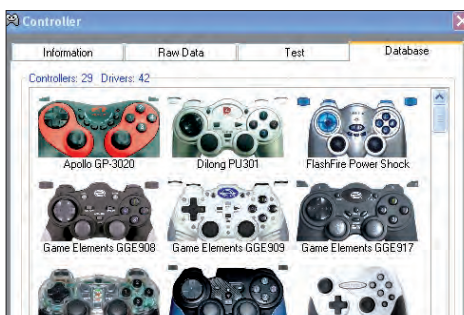 Controller
Information Raw Data Test Database
Controllers: 29 Drivers: 42
Apollo GP-3020 Dilong PU301 FlashFire Power Shock
Game Elements GGE908 Game Elements GGE909 Game Elements GGE917